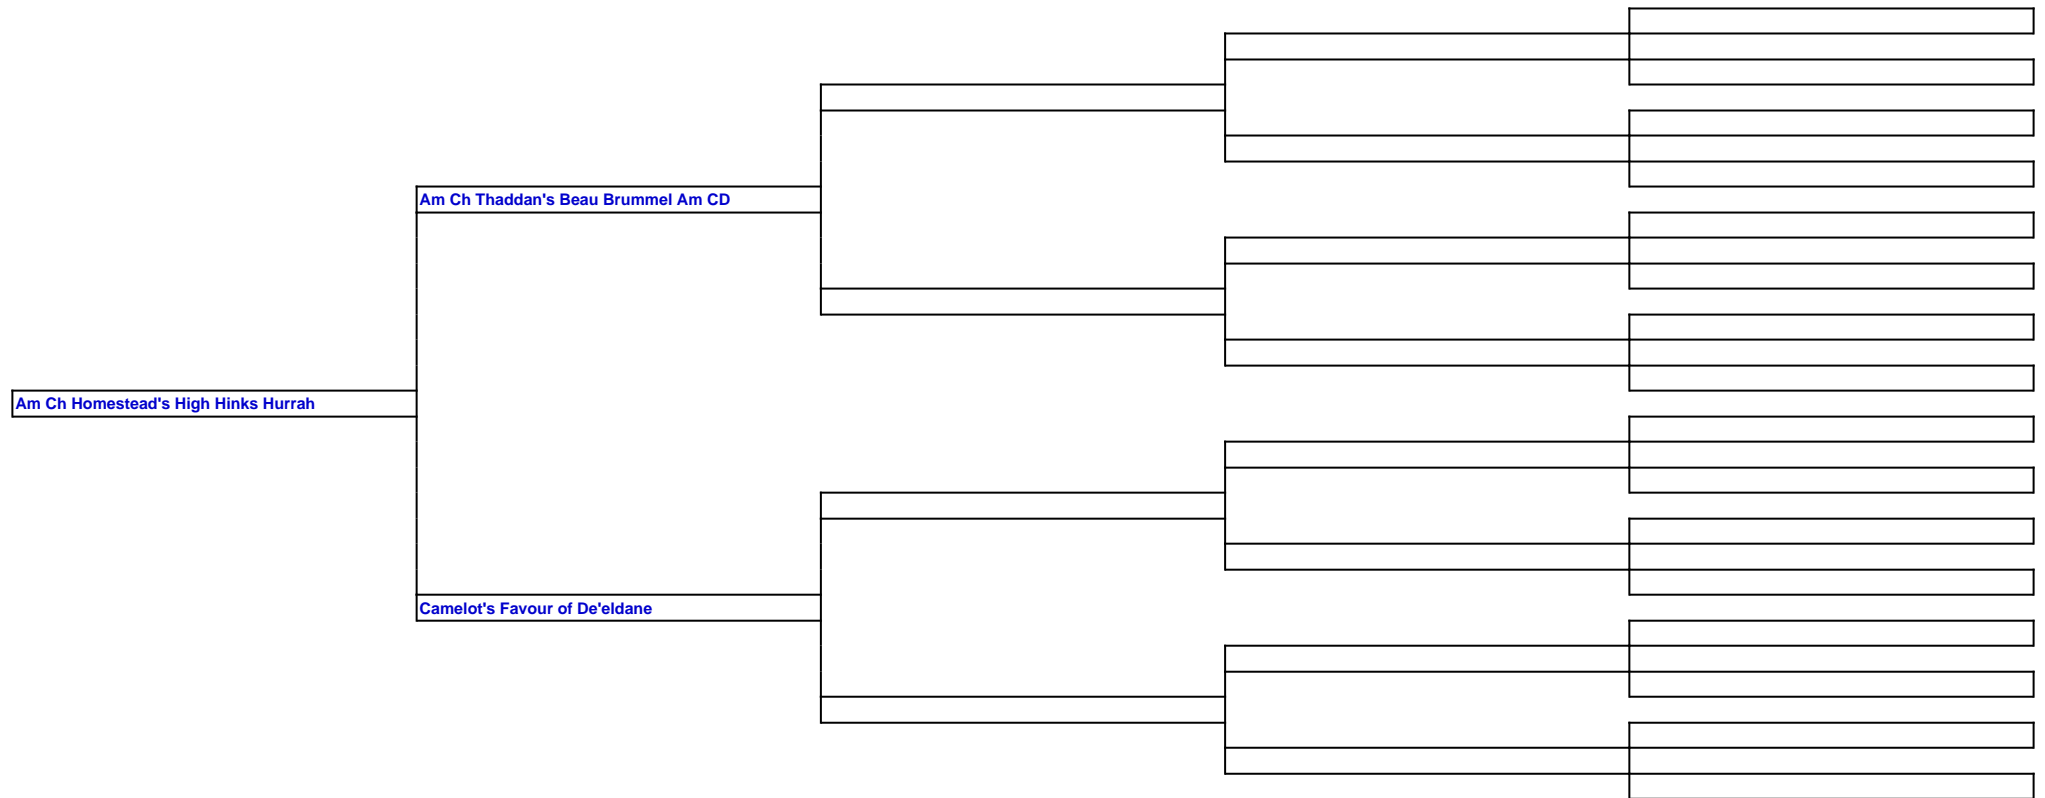 Am Ch Thaddan's Beau Brummel Am CD
Am Ch Homestead's High Hinks Hurrah
Camelot's Favour of De'eldane